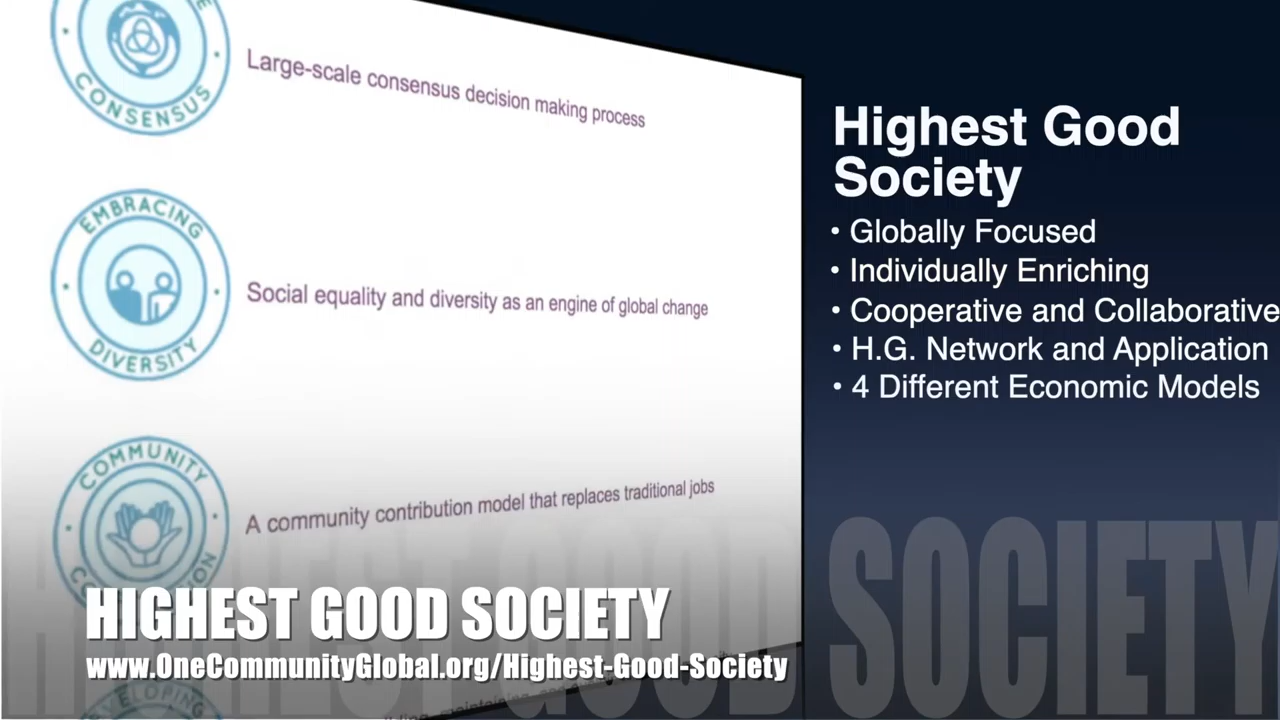 CONSENSUS
Large-scale consensus decision making process
EMBRACING
DIVERSITY
Social equality and diversity as an engine of global change
COMMUNITY
A community contribution model that replaces traditional jobs
Highest Good
Society
• Globally Focused
• Individually Enriching
• Cooperative and Collaborative
• H.G. Network and Application
• 4 Different Economic Models
HIGHEST GOOD SOCIETY
HIGHEST GOOD SOCIETY
www.OneCommunityGlobal.org/Highest-Good-Society